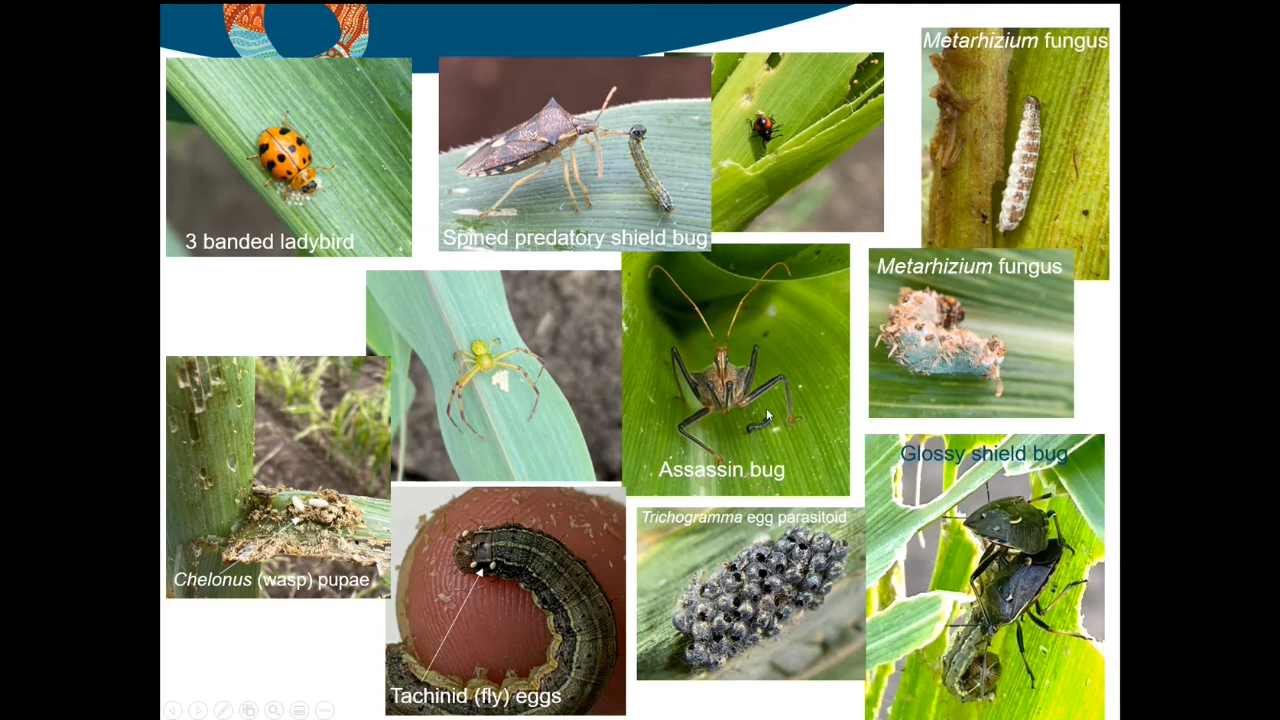 Metarhizium fungus
3 banded ladybird
Spined predatory shield bug
Metarhizium fungus
Assassin bug
Glossy shield bug
Chelonus (wasp) pupae
Trichogramma egg parasitoid
Tachinid (fly) eggs